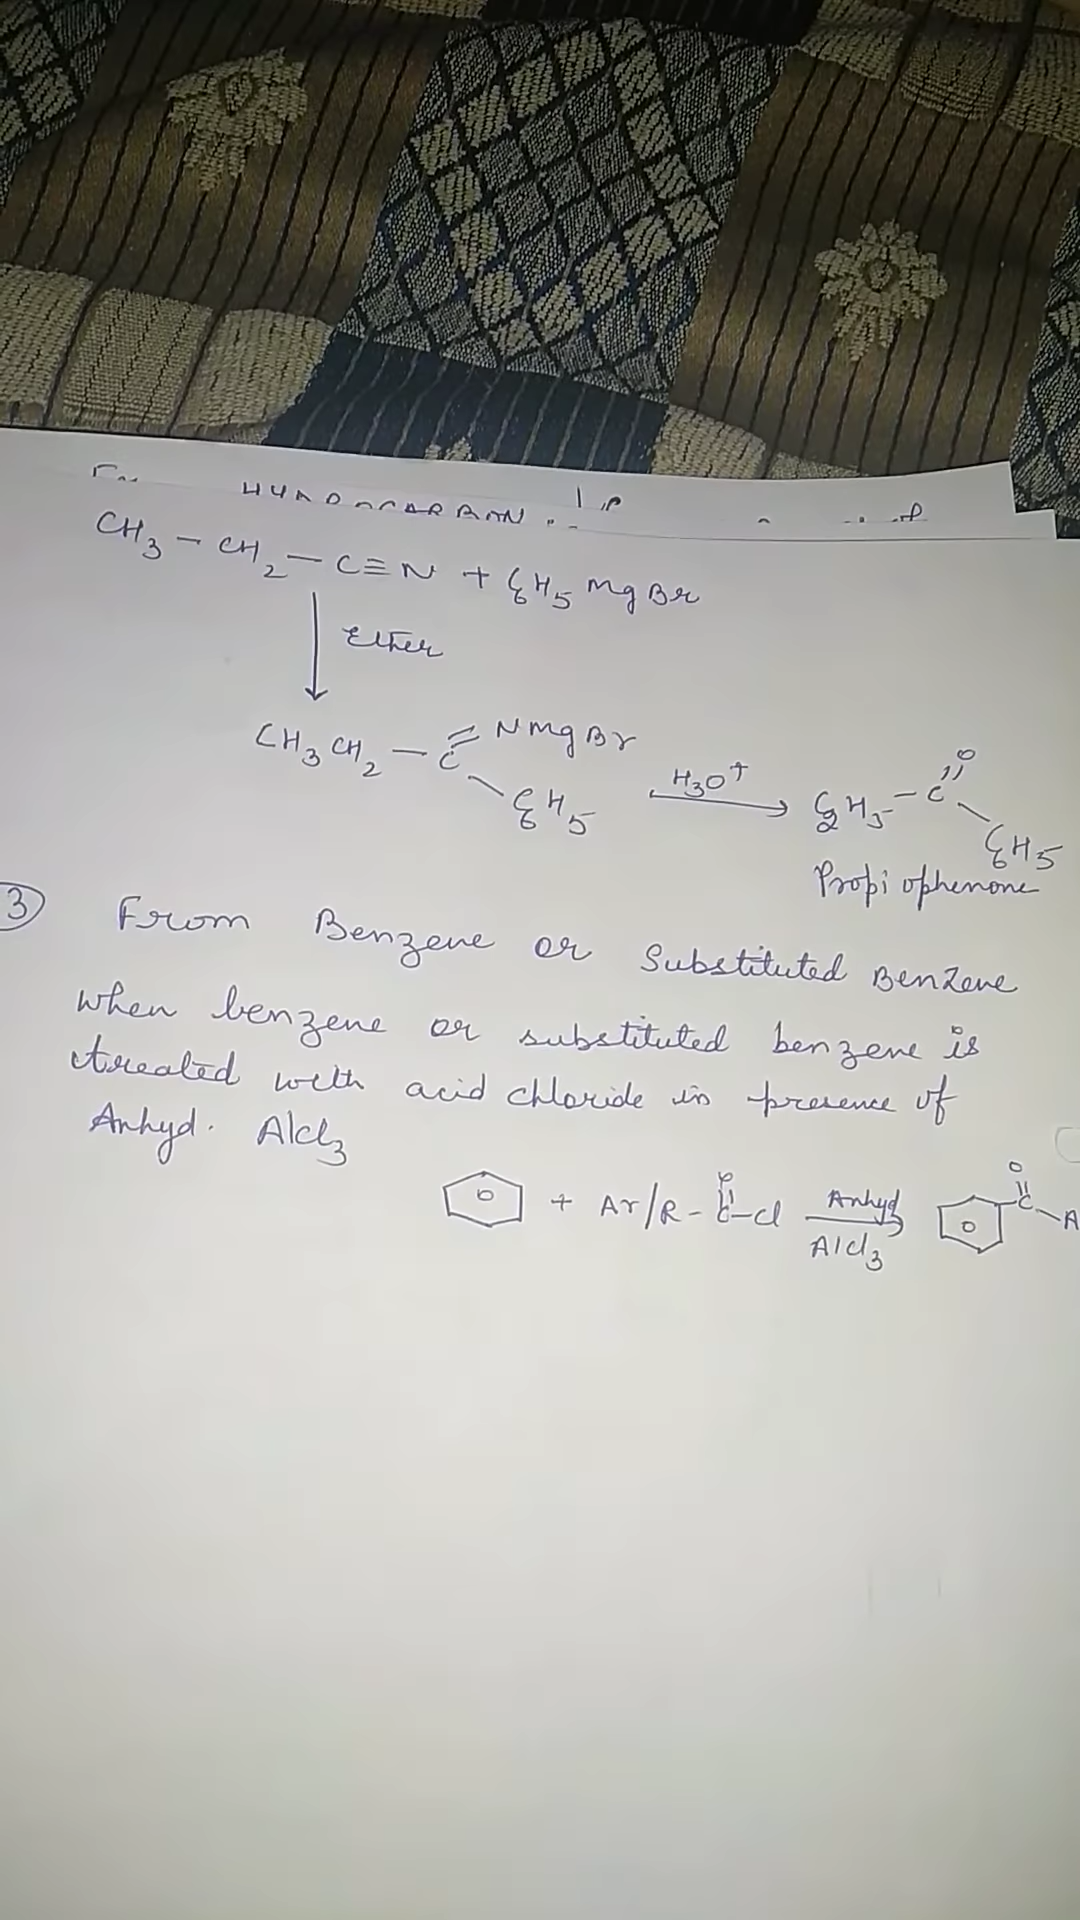 HYDROCARBON
CH3 - CH2 - C≡N + C6H5 MgBr
Ether
CH3 CH2 - C = NMgBr
C6H5
H3O+
C2H5 - C = O
C6H5
Propiophenone
3 From Benzene or Substituted Benzene
when benzene or substituted benzene is
treated with acid chloride in presence of
Anhyd. AlCl3
O
+ Ar/R - C - Cl
Anhyd
AlCl3
O
C - A